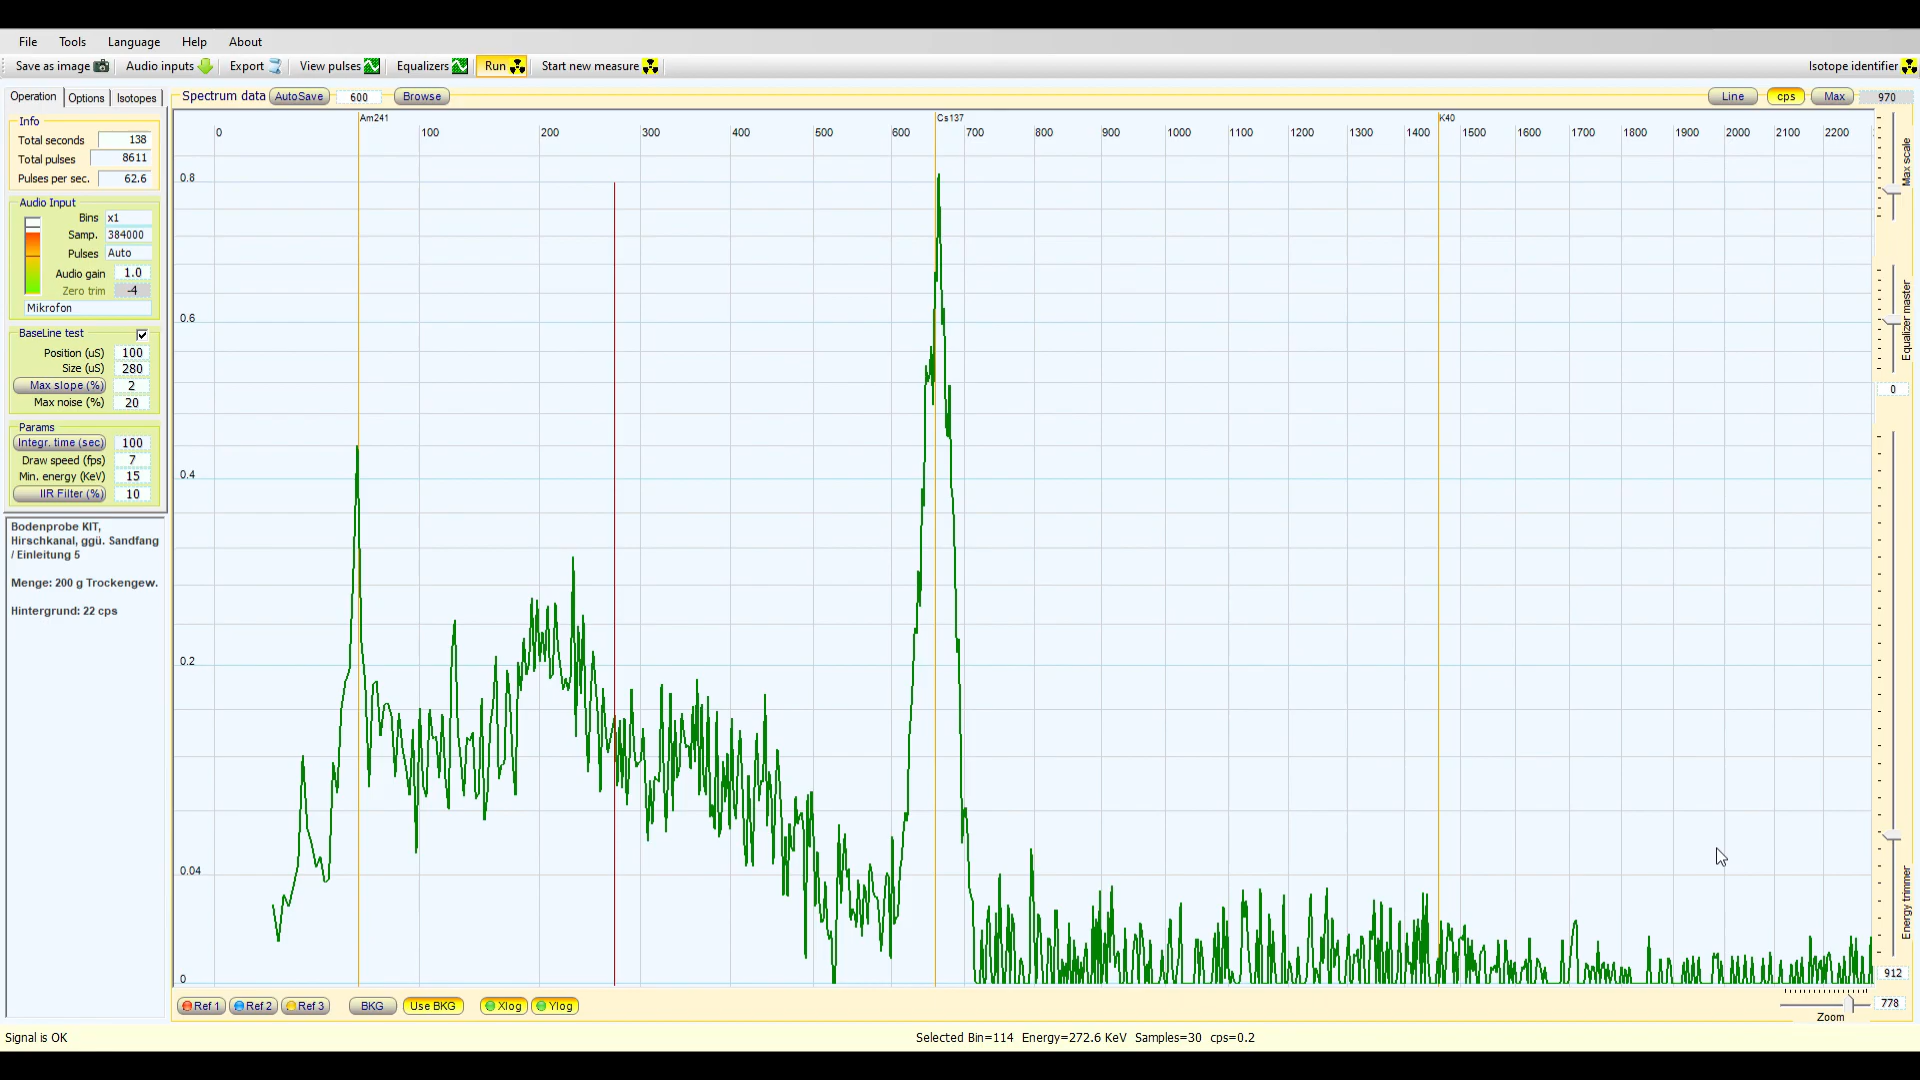 File Tools Language Help About
Save as image Audio inputs Export View pulses Equalizers Run Start new measure Isotope identifier
Operation Options Isotopes
Spectrum data AutoSave 600 Browse Line cps Max 970
Info
Total seconds 138
Total pulses 8611
Pulses per sec. 62.6
Audio Input
Bins x1
Samp. 384000
Pulses Auto
Audio gain 1.0
Zero trim -4
Mikrofon
BaseLine test
Position (uS) 100
Size (uS) 280
Max slope (%) 2
Max noise (%) 20
Params
Integr. time (sec) 100
Draw speed (fps) 7
Min. energy (KeV) 15
IIR Filter (%) 10
Bodenprobe KIT,
Hirschkanal, ggü. Sandfang
/ Einleitung 5
Menge: 200 g Trockengew.
Hintergrund: 22 cps
Am241 Cs137 K40
0 100 200 300 400 500 600 700 800 900 1000 1100 1200 1300 1400 1500 1600 1700 1800 1900 2000 2100 2200
0.8
0.6
0.4
0.2
0.04
0
Max scale
Equalizer master
0
Energy trimmer
912
Ref 1 Ref 2 Ref 3 BKG Use BKG Xlog Ylog
778
Zoom
Signal is OK
Selected Bin=114 Energy=272.6 KeV Samples=30 cps=0.2